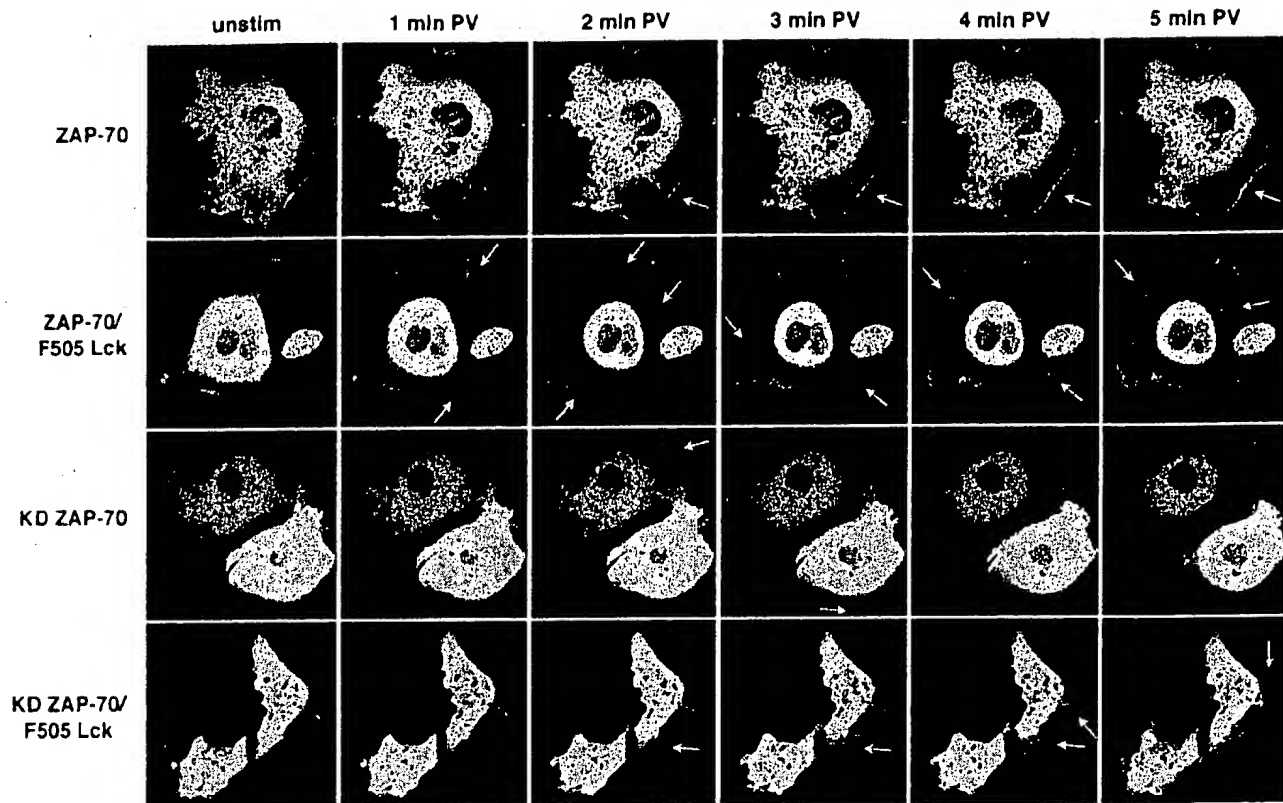 unstim 1 min PV 2 min PV 3 min PV 4 min PV 5 min PV
ZAP-70
ZAP-70/
F505 Lck
KD ZAP-70
KD ZAP-70/
F505 Lck